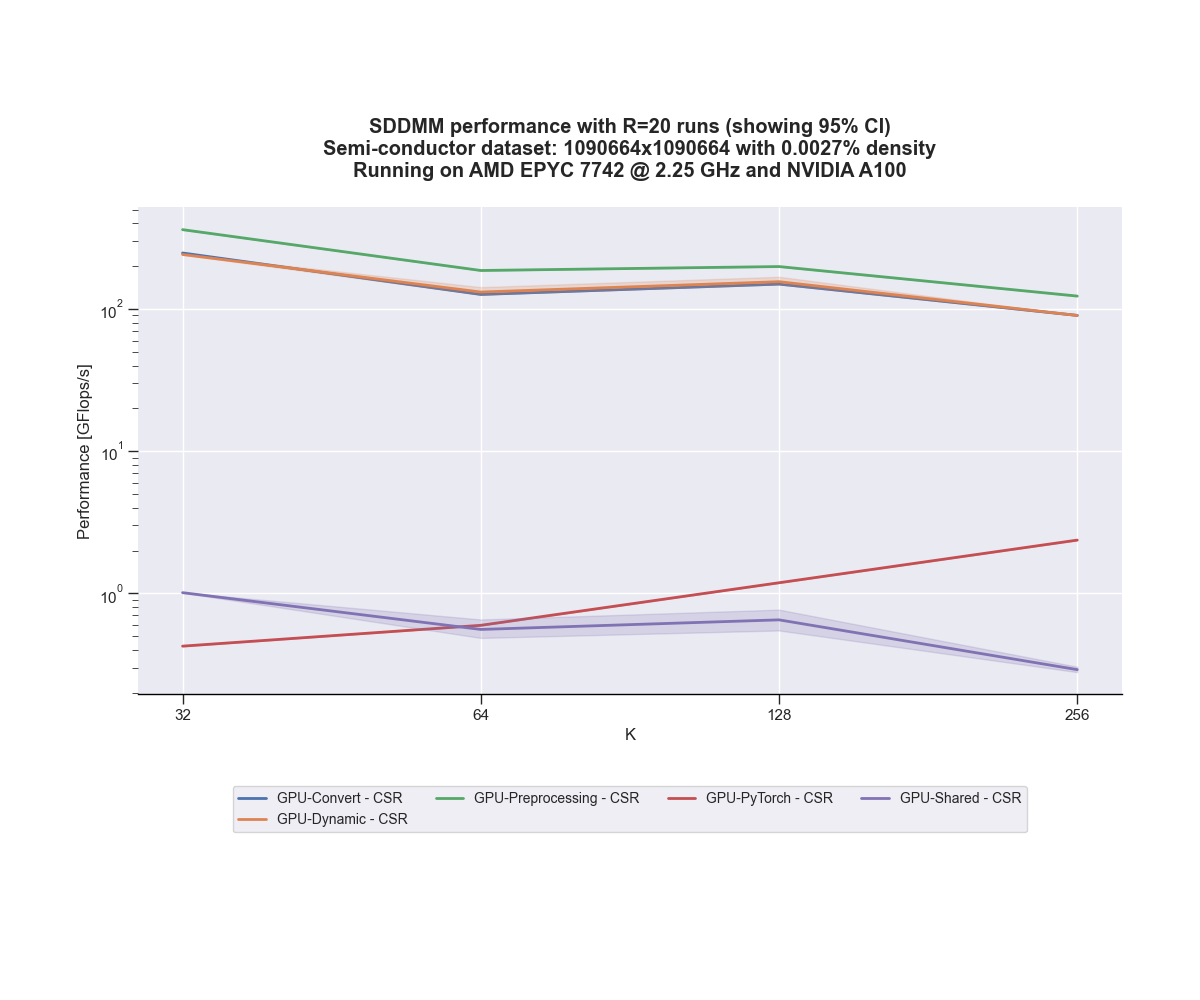 SDDMM performance with R=20 runs (showing 95% CI)
Semi-conductor dataset: 1090664x1090664 with 0.0027% density
Running on AMD EPYC 7742 @ 2.25 GHz and NVIDIA A100
Performance [GFlops/s]
10^2
10^1
10^0
32 64 128 256
K
GPU-Convert - CSR GPU-Preprocessing - CSR GPU-PyTorch - CSR GPU-Shared - CSR
GPU-Dynamic - CSR